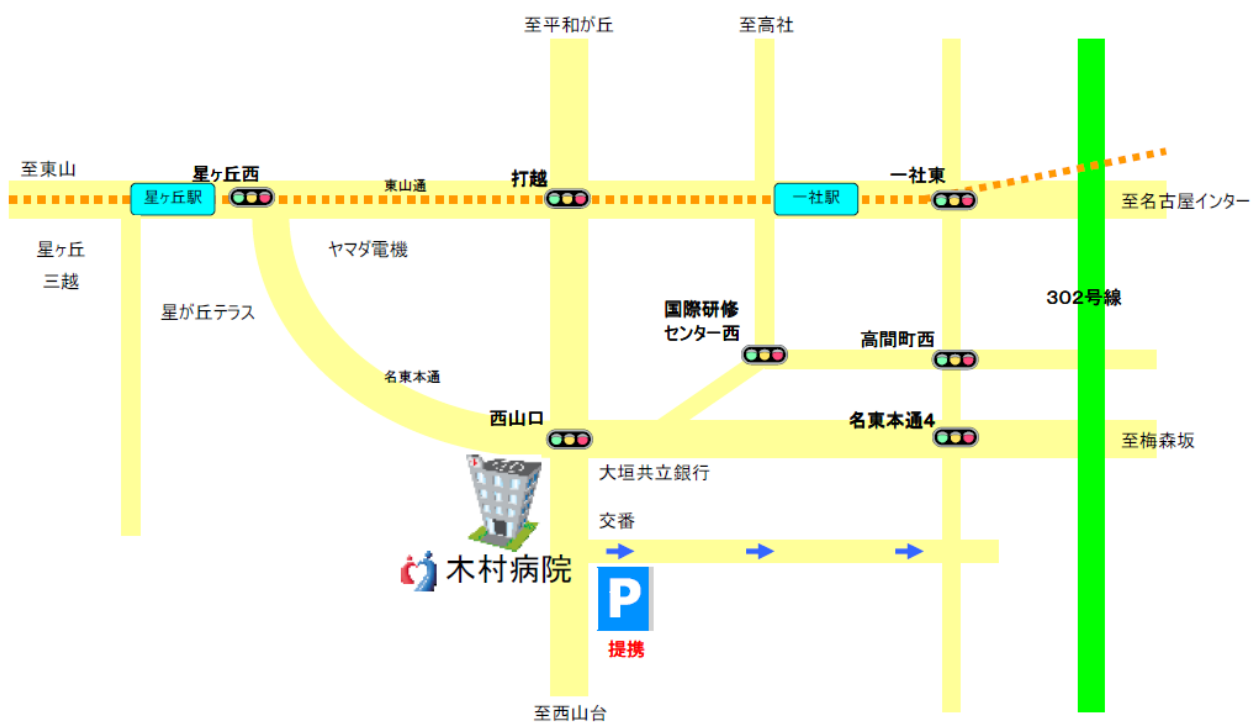 至平和が丘
至高社
至東山
星ヶ丘西
東山通
打越
一社東
星ヶ丘駅
一社駅
至名古屋インター
星ヶ丘
三越
ヤマダ電機
星が丘テラス
302号線
国際研修
センター西
高間町西
名東本通
西山口
名東本通4
至梅森坂
大垣共立銀行
交番
木村病院
P
提携
至西山台